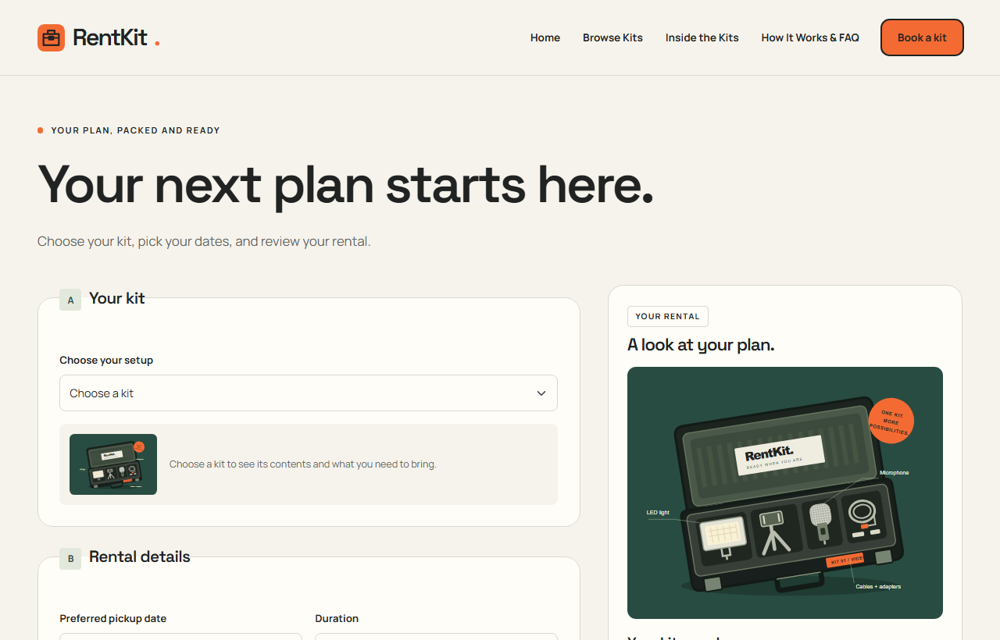 RentKit.
Home
Browse Kits
Inside the Kits
How It Works & FAQ
Book a kit
YOUR PLAN, PACKED AND READY
Your next plan starts here.
Choose your kit, pick your dates, and review your rental.
A
Your kit
Choose your setup
Choose a kit
Choose a kit to see its contents and what you need to bring.
B
Rental details
Preferred pickup date
Duration
YOUR RENTAL
A look at your plan.
ONE KIT.
MORE
POSSIBILITIES.
RentKit.
READY WHEN YOU ARE
Microphone
LED light
KIT 01 / VIDE
Cables + adapters